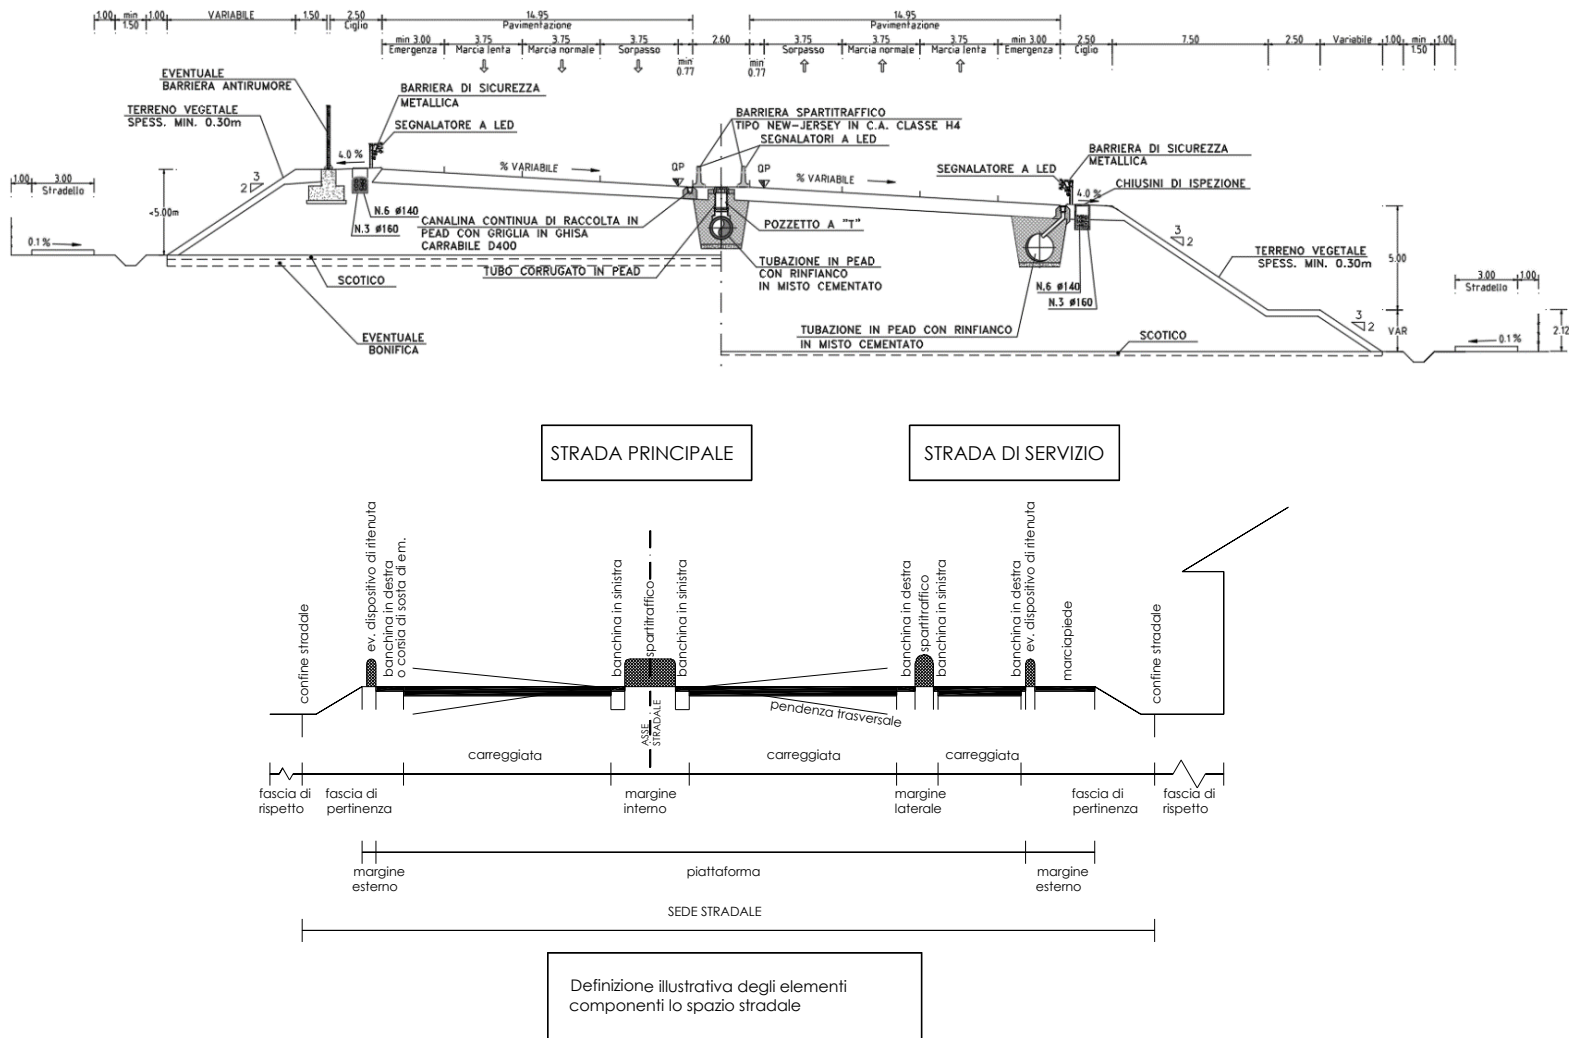 1.00 min 1.50 1.00 VARIABILE 1.50 2.50 14.95 14.95
Ciglio Pavimentazione Pavimentazione
min 3.00 3.75 3.75 3.75 2.60 3.75 3.75 3.75 min 3.00 2.50 7.50 2.50 Variabile 1.00 min 1.50 1.00
Emergenza Marcia lenta Marcia normale Sorpasso min 0.77 min 0.77 Sorpasso Marcia normale Marcia lenta Emergenza Ciglio
EVENTUALE
BARRIERA ANTIRUMORE
TERRENO VEGETALE
SPESS. MIN. 0.30m
BARRIERA DI SICUREZZA
METALLICA
SEGNALATORE A LED
BARRIERA SPARTITRAFFICO
TIPO NEW-JERSEY IN C.A. CLASSE H4
SEGNALATORI A LED
BARRIERA DI SICUREZZA
METALLICA
SEGNALATORE A LED
CHIUSINI DI ISPEZIONE
4.0 %
% VARIABILE
QP
QP
% VARIABILE
4.0 %
1.00 3.00
Stradello
3
2
<5.00m
0.1 %
N.6 ø140
N.3 ø160
CANALINA CONTINUA DI RACCOLTA IN
PEAD CON GRIGLIA IN GHISA
CARRABILE D400
POZZETTO A "T"
TUBO CORRUGATO IN PEAD
TUBAZIONE IN PEAD
CON RINFIANCO
IN MISTO CEMENTATO
SCOTICO
EVENTUALE
BONIFICA
N.6 ø140
N.3 ø160
TUBAZIONE IN PEAD CON RINFIANCO
IN MISTO CEMENTATO
SCOTICO
3
2
TERRENO VEGETALE
SPESS. MIN. 0.30m
5.00
3
2
VAR
3.00 1.00
Stradello
2.12
0.1 %
STRADA PRINCIPALE
STRADA DI SERVIZIO
confine stradale
ev. dispositivo di ritenuta
banchina in destra
o corsia di sosta di em.
banchina in sinistra
spartitraffico
banchina in sinistra
banchina in destra
spartitraffico
banchina in sinistra
banchina in destra
ev. dispositivo di ritenuta
marciapiede
confine stradale
ASSE
STRADALE
pendenza trasversale
carreggiata carreggiata carreggiata
fascia di
rispetto
fascia di
pertinenza
margine
interno
margine
laterale
fascia di
pertinenza
fascia di
rispetto
margine
esterno
piattaforma
margine
esterno
SEDE STRADALE
Definizione illustrativa degli elementi
componenti lo spazio stradale